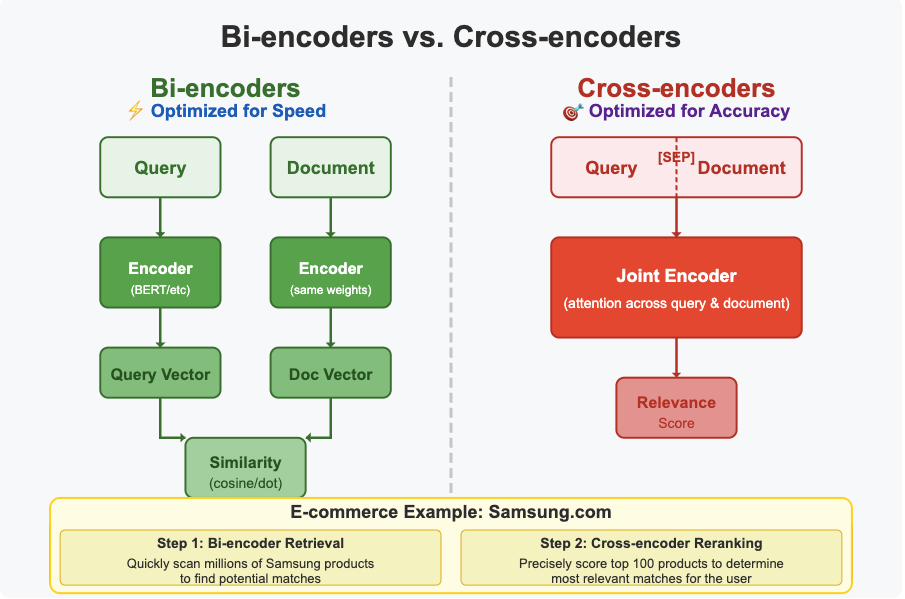 Bi-encoders vs. Cross-encoders
Bi-encoders
⚡ Optimized for Speed
Query
Document
Encoder
(BERT/etc)
Encoder
(same weights)
Query Vector
Doc Vector
Similarity
(cosine/dot)
Cross-encoders
🎯 Optimized for Accuracy
Query [SEP] Document
Joint Encoder
(attention across query & document)
Relevance
Score
E-commerce Example: Samsung.com
Step 1: Bi-encoder Retrieval
Quickly scan millions of Samsung products
to find potential matches
Step 2: Cross-encoder Reranking
Precisely score top 100 products to determine
most relevant matches for the user